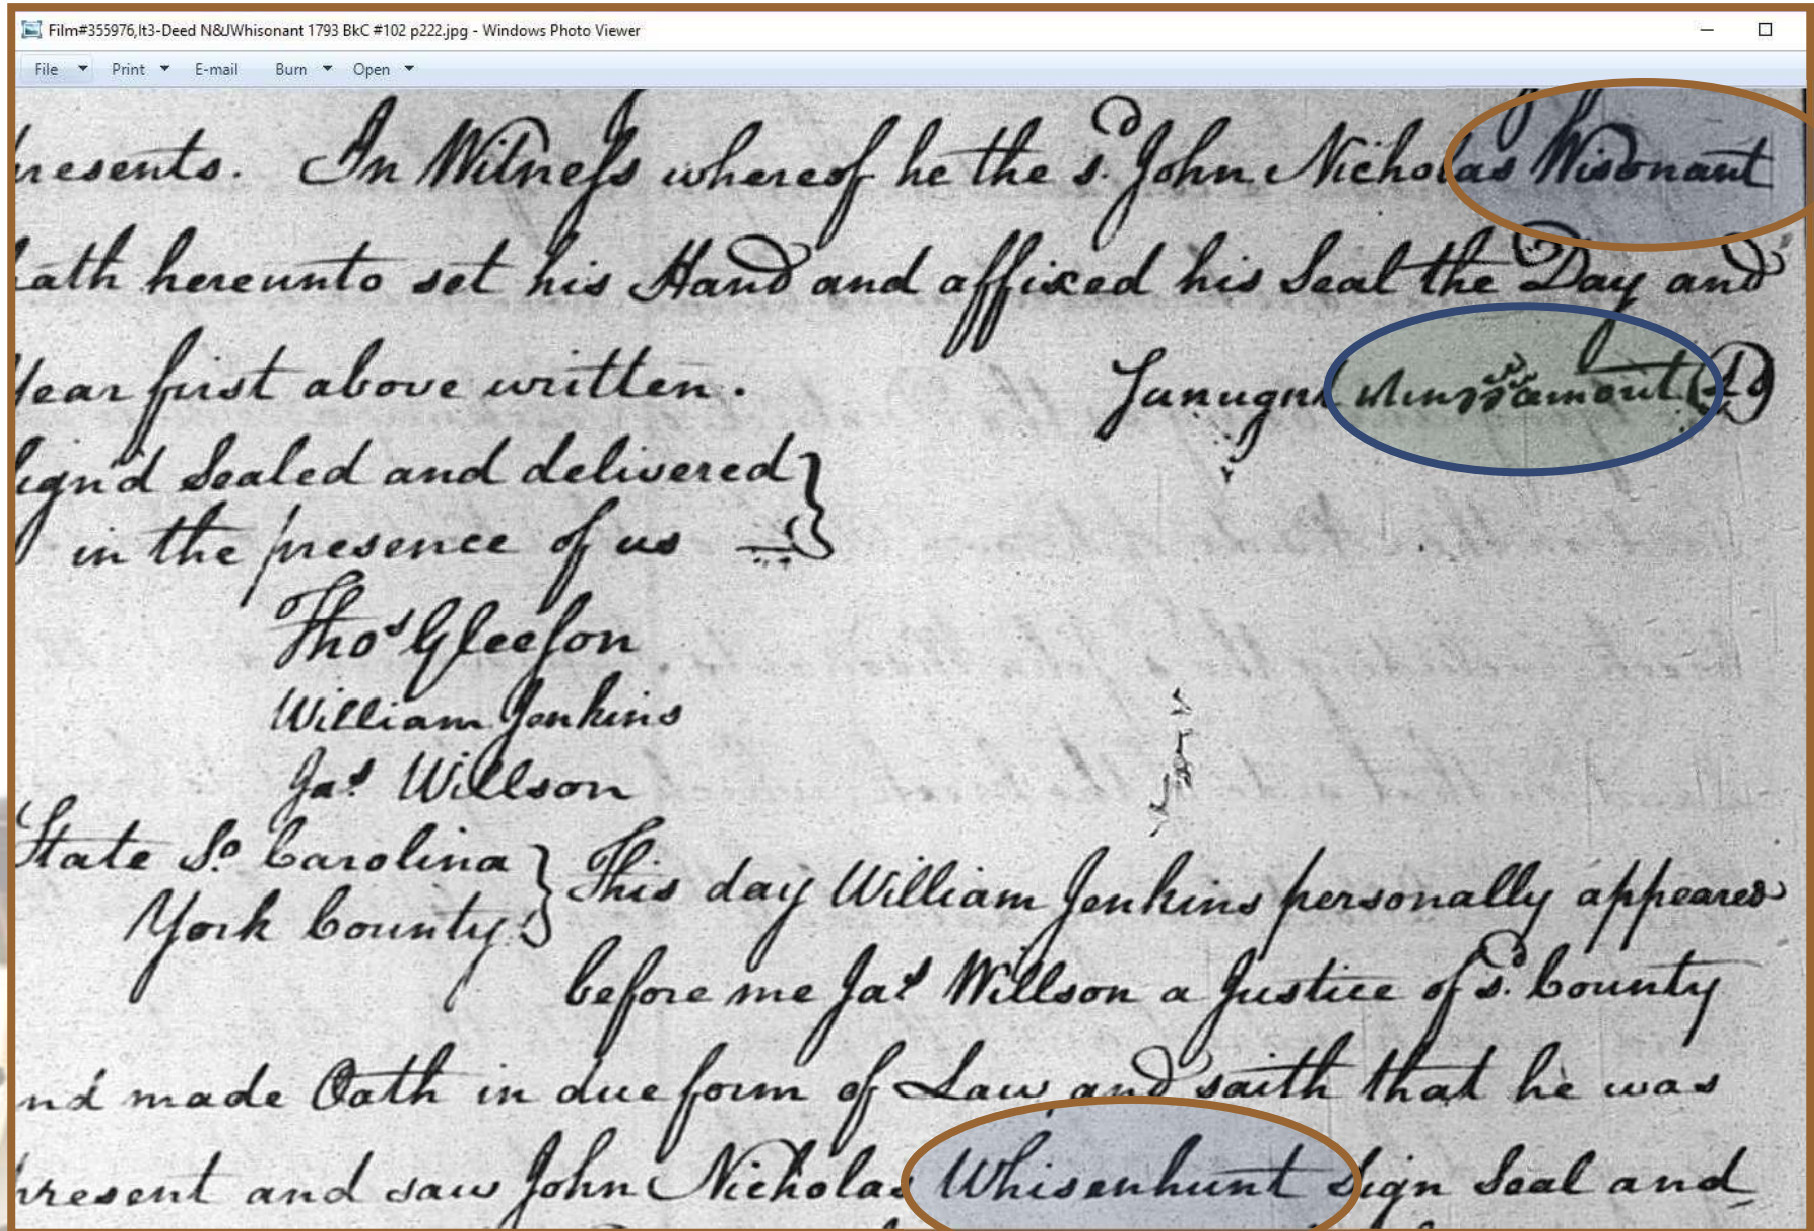 Film#355976,It3-Deed N&JWhisonant 1793 BkC #102 p222.jpg - Windows Photo Viewer
File Print E-mail Burn Open
resents. In Witneſs whereof he the sd. John Nicholas Wisonant
hath hereunto set his Hand and affixed his Seal the Day and
Year first above written.
Signd Sealed and delivered
in the presence of us
Thos Gleeſon
William Jenkins
Jas. Willson
State So. Carolina
York County
This day William Jenkins personally appeared
before me Jas. Willson a Justice of sd. County
and made Oath in due form of Law and saith that he was
present and saw John Nicholas Whisenhunt Sign Seal and